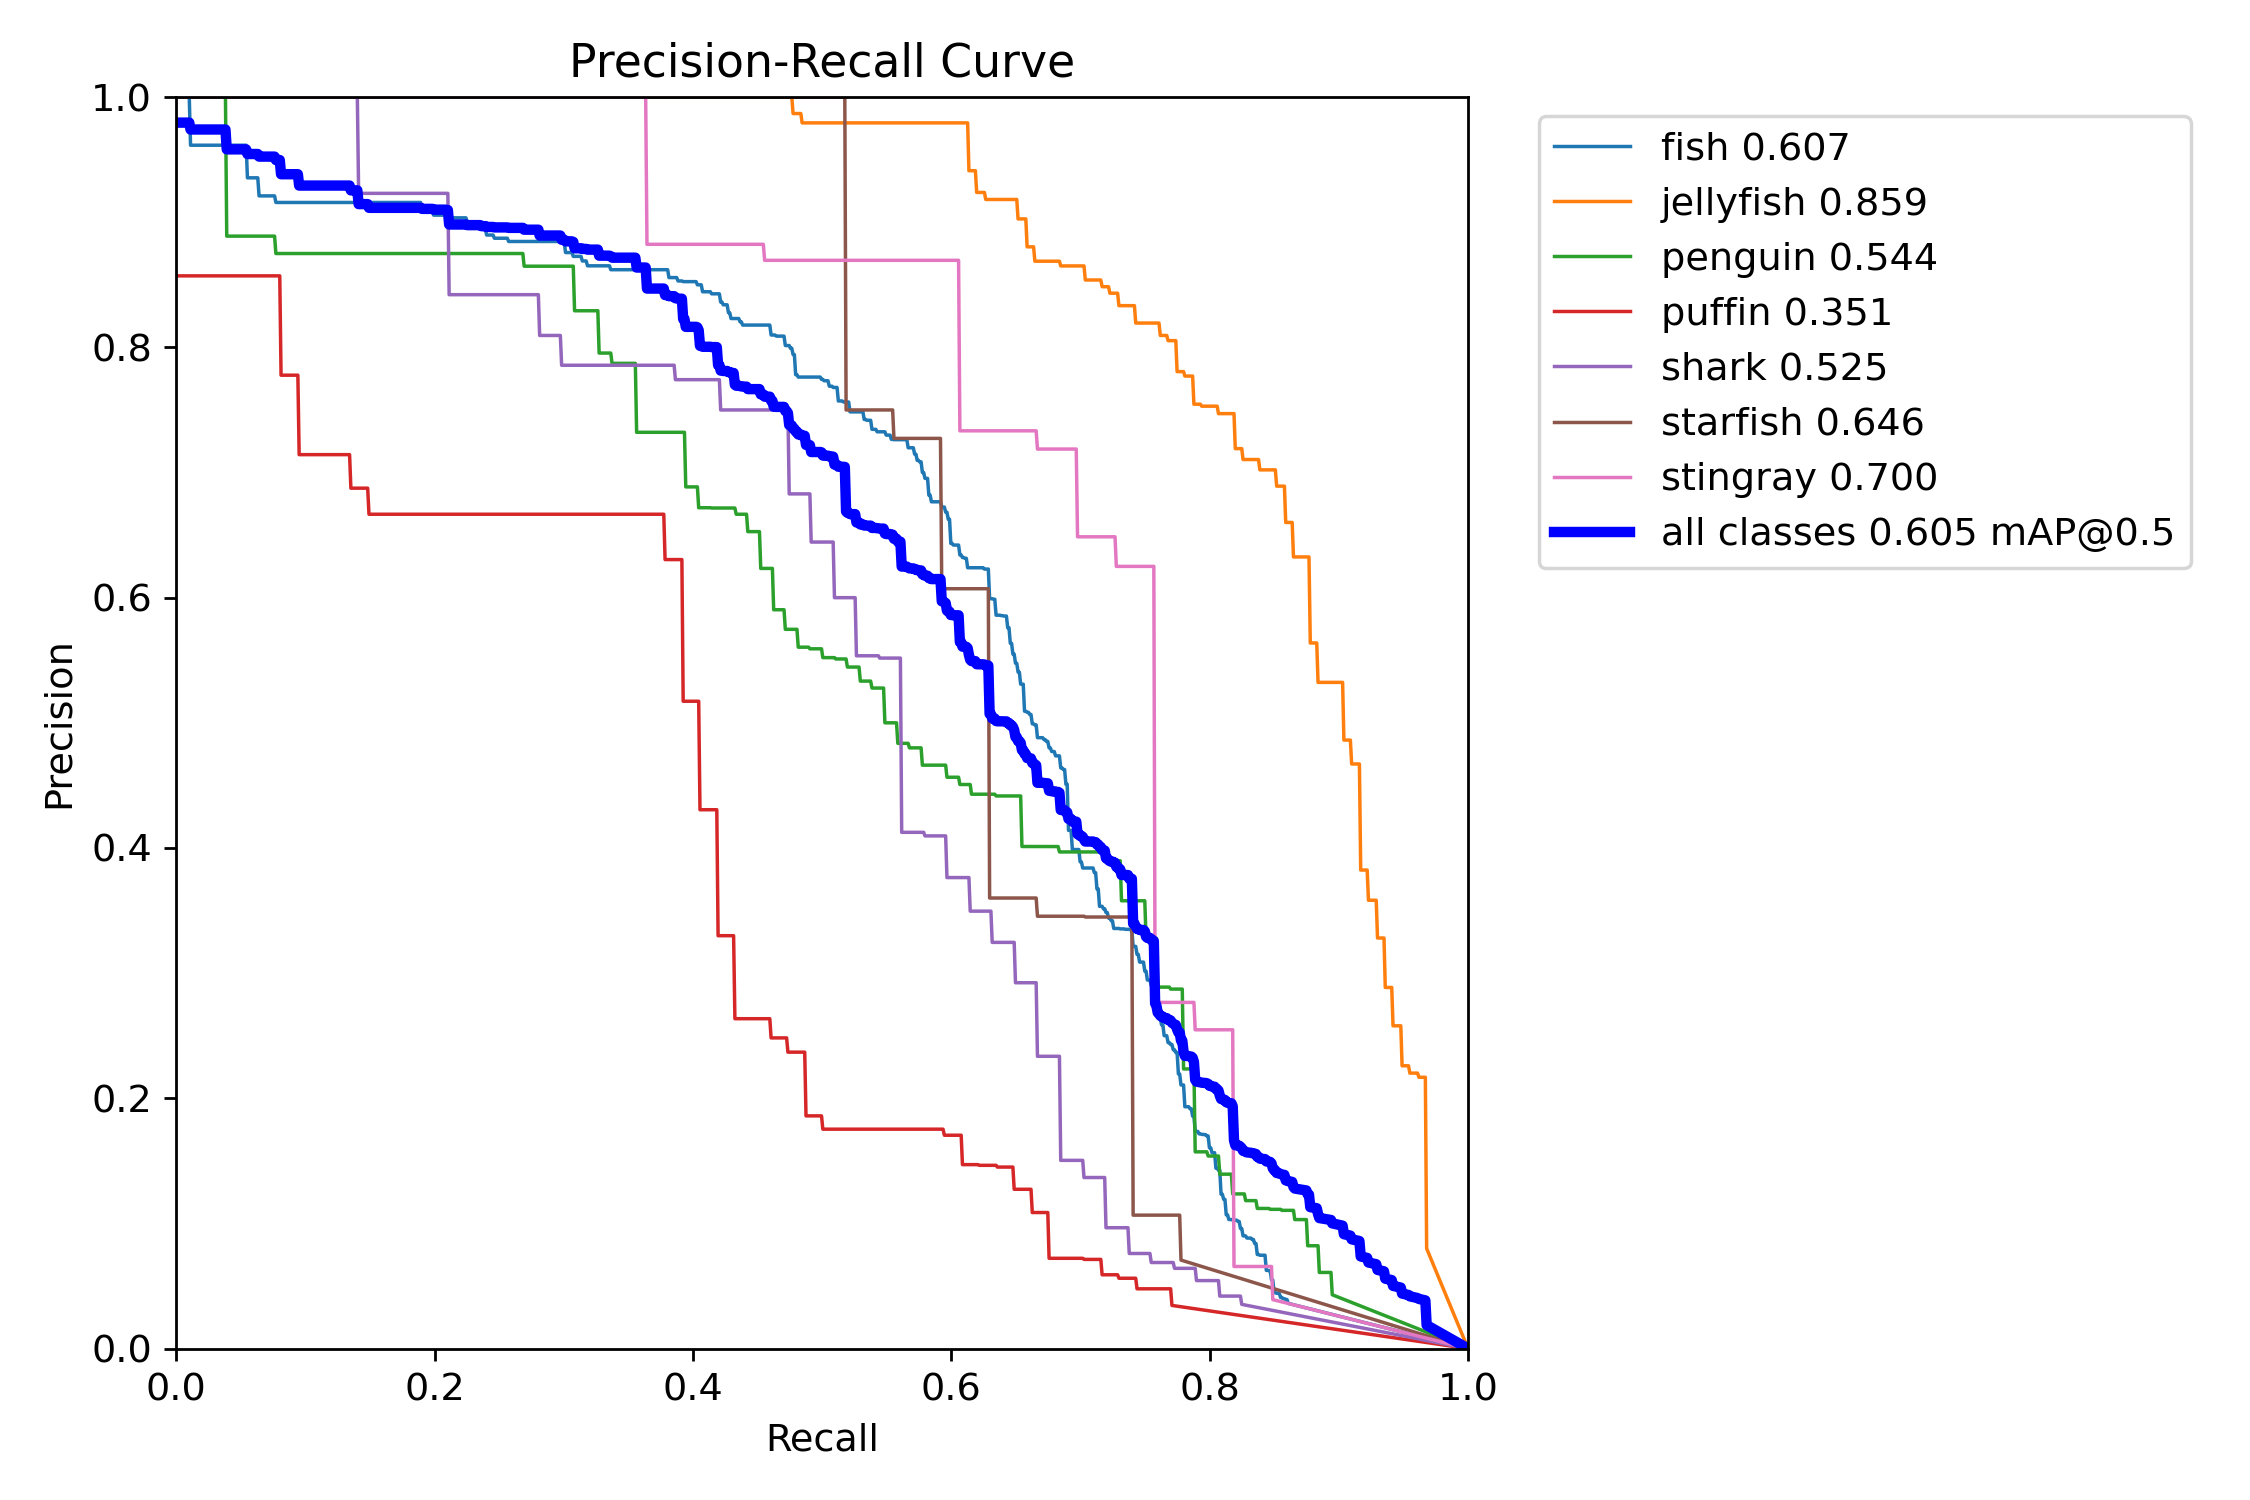 Precision-Recall Curve
1.0
0.8
0.6
0.4
0.2
0.0
Precision
0.0 0.2 0.4 0.6 0.8 1.0
Recall
fish 0.607
jellyfish 0.859
penguin 0.544
puffin 0.351
shark 0.525
starfish 0.646
stingray 0.700
all classes 0.605 mAP@0.5